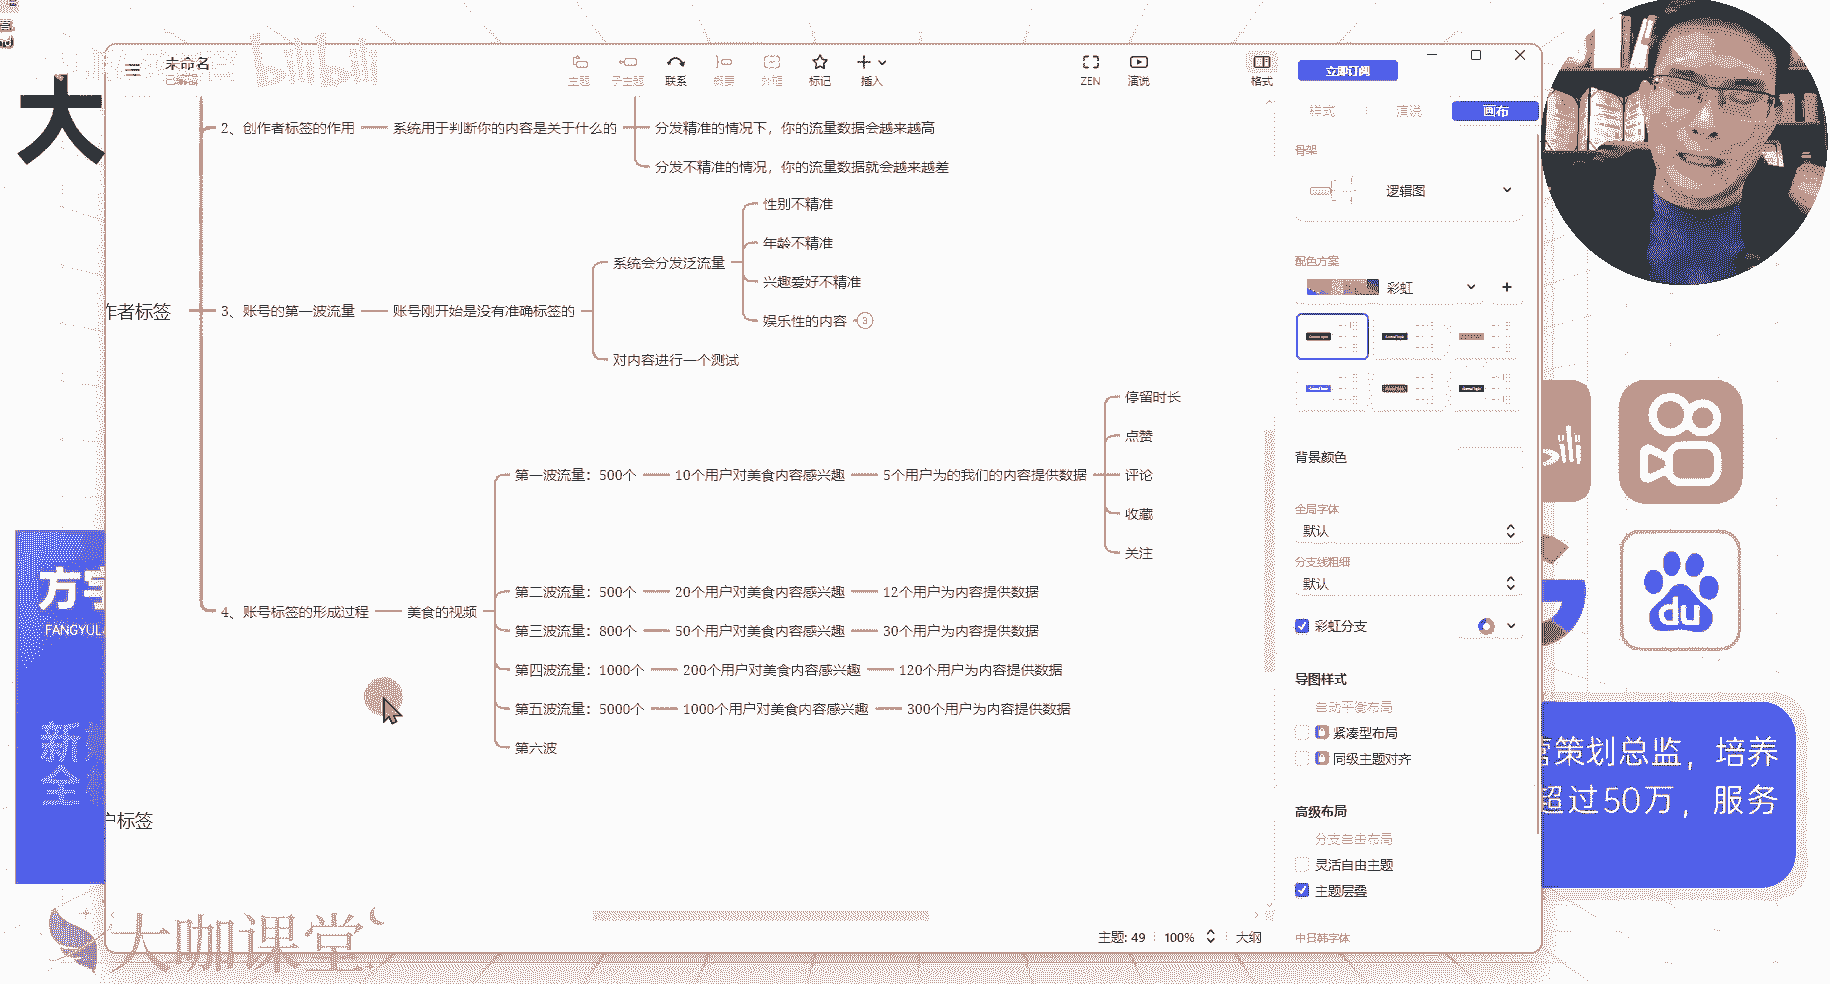 大
bilibili
未命名
已编辑
主题
子主题
联系
概要
外框
标记
插入
ZEN
演说
格式
立即订阅
样式
演说
画布
2、创作者标签的作用
系统用于判断你的内容是关于什么的
分发精准的情况下，你的流量数据会越来越高
分发不精准的情况，你的流量数据就会越来越差
作者标签
3、账号的第一波流量
账号刚开始是没有准确标签的
系统会分发泛流量
性别不精准
年龄不精准
兴趣爱好不精准
娱乐性的内容
3
对内容进行一个测试
4、账号标签的形成过程
美食的视频
第一波流量：500个
10个用户对美食内容感兴趣
5个用户为的我们的内容提供数据
停留时长
点赞
评论
收藏
关注
第二波流量：500个
20个用户对美食内容感兴趣
12个用户为内容提供数据
第三波流量：800个
50个用户对美食内容感兴趣
30个用户为内容提供数据
第四波流量：1000个
200个用户对美食内容感兴趣
120个用户为内容提供数据
第五波流量：5000个
1000个用户对美食内容感兴趣
300个用户为内容提供数据
第六波
户标签
骨架
逻辑图
配色方案
彩虹
背景颜色
全局字体
默认
分支线粗细
默认
彩虹分支
导图样式
自动平衡布局
紧凑型布局
同级主题对齐
高级布局
分支自由布局
灵活自由主题
主题层叠
中日韩字体
主题: 49
100%
大纲
方宇
FANGYUL
新
全
du
营策划总监，培养
超过50万，服务
大咖课堂